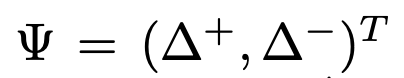 Ψ = (Δ⁺, Δ⁻)ᵀ